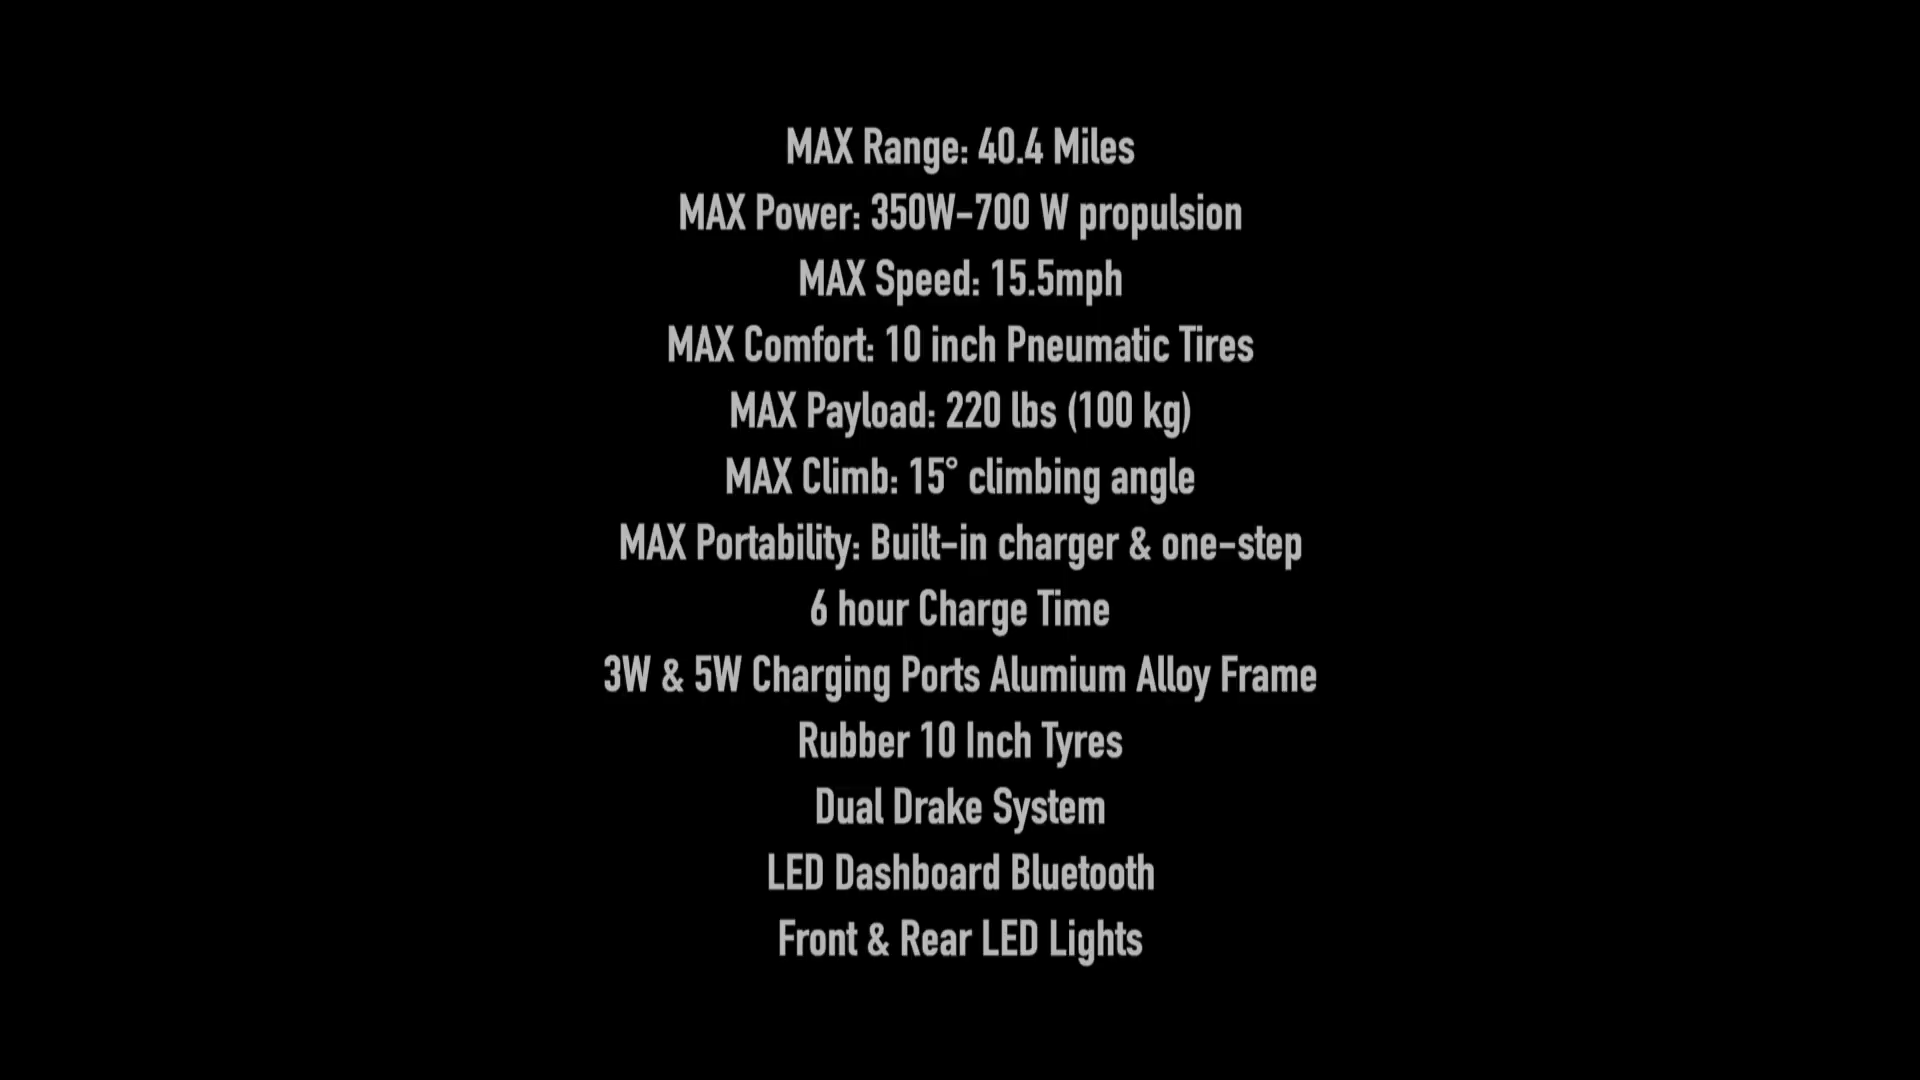 MAX Range: 40.4 Miles
MAX Power: 350W-700 W propulsion
MAX Speed: 15.5mph
MAX Comfort: 10 inch Pneumatic Tires
MAX Payload: 220 lbs (100 kg)
MAX Climb: 15° climbing angle
MAX Portability: Built-in charger & one-step
6 hour Charge Time
3W & 5W Charging Ports Alumium Alloy Frame
Rubber 10 Inch Tyres
Dual Drake System
LED Dashboard Bluetooth
Front & Rear LED Lights